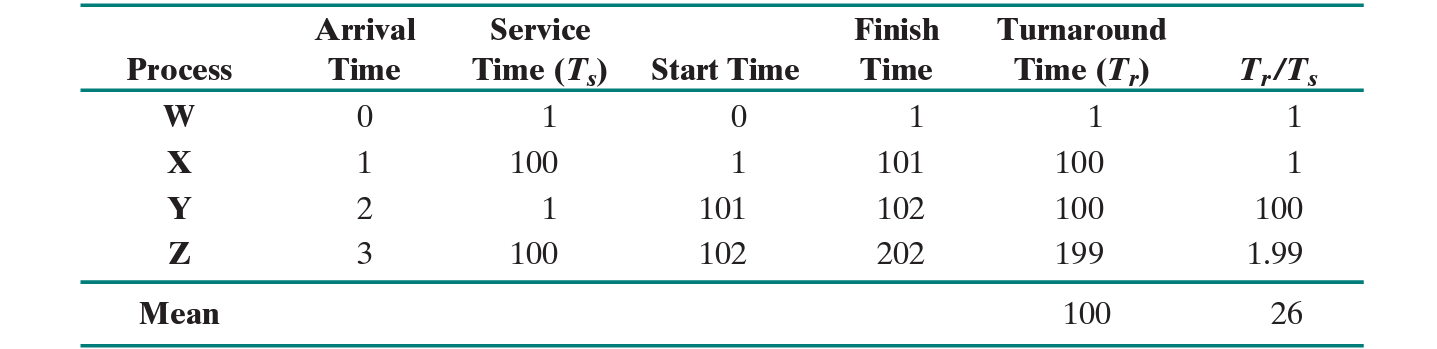 Arrival Service Finish Turnaround
Process Time Time (Ts) Start Time Time Time (Tr) Tr/Ts
W 0 1 0 1 1 1
X 1 100 1 101 100 1
Y 2 1 101 102 100 100
Z 3 100 102 202 199 1.99
Mean 100 26